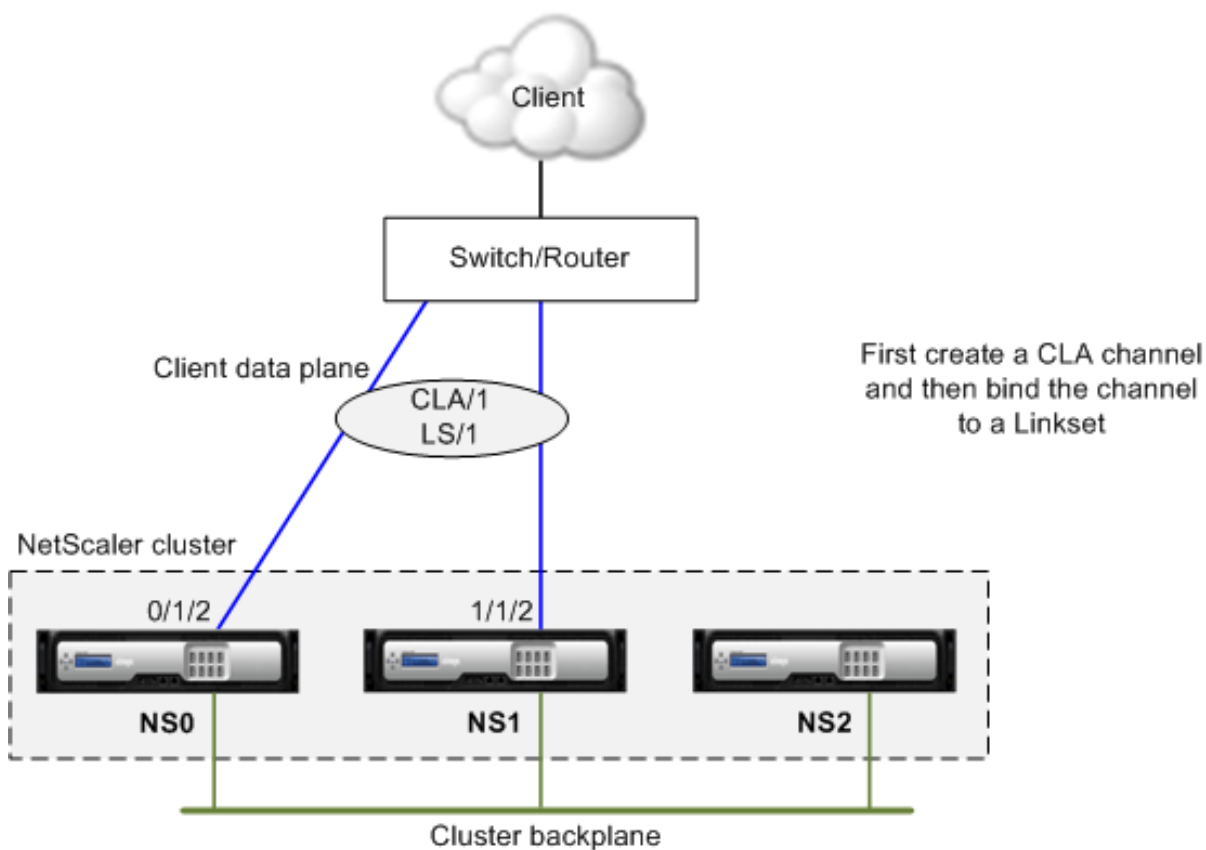 Client
Switch/Router
Client data plane
CLA/1
LS/1
First create a CLA channel
and then bind the channel
to a Linkset
NetScaler cluster
0/1/2
1/1/2
NS0
NS1
NS2
Cluster backplane